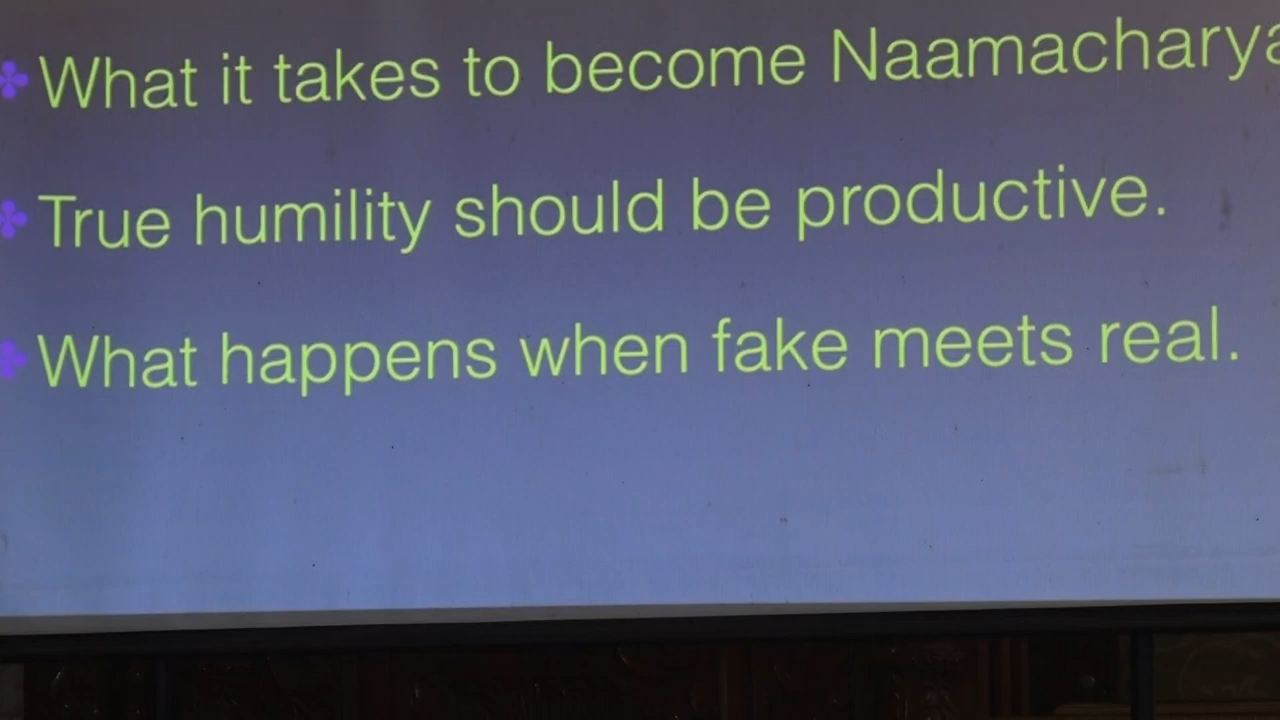 What it takes to become Naamacharya
True humility should be productive.
What happens when fake meets real.